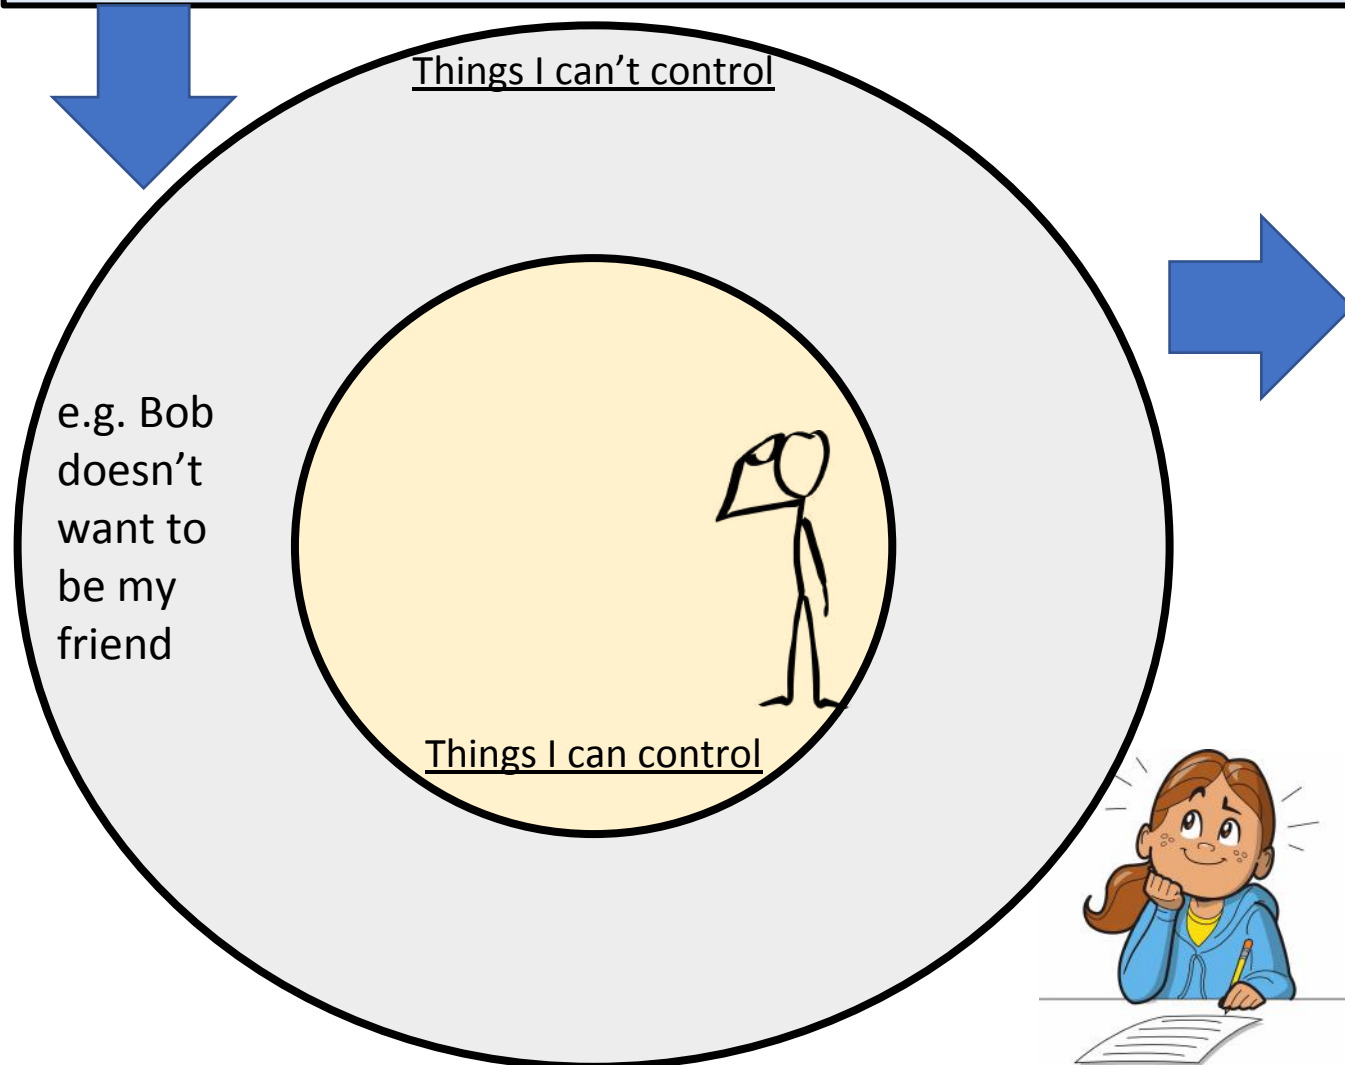 Things I can’t control
e.g. Bob
doesn’t
want to
be my
friend
Things I can control